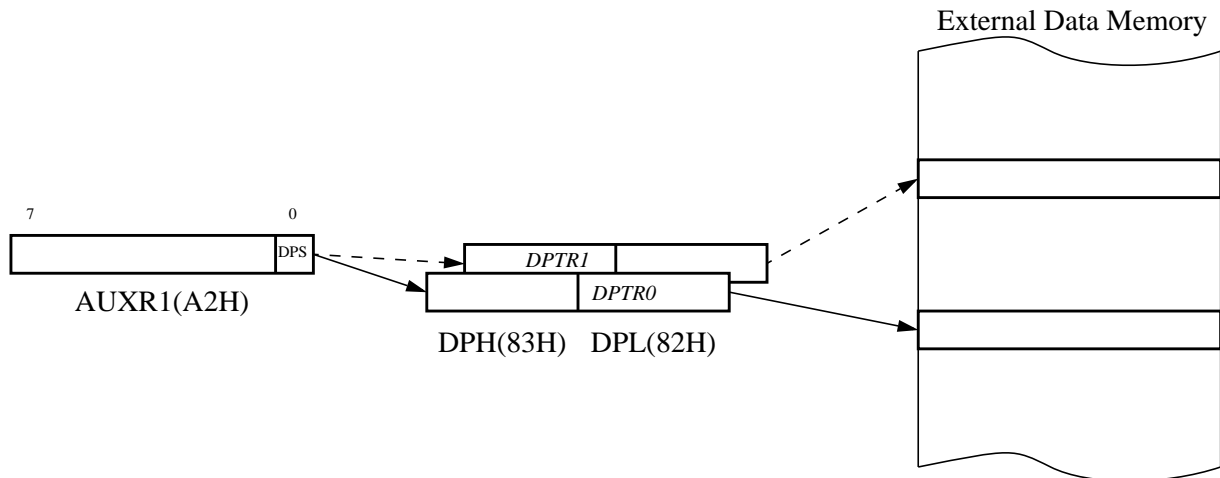 External Data Memory
7 0
DPS
AUXR1(A2H)
DPTR1
DPTR0
DPH(83H) DPL(82H)